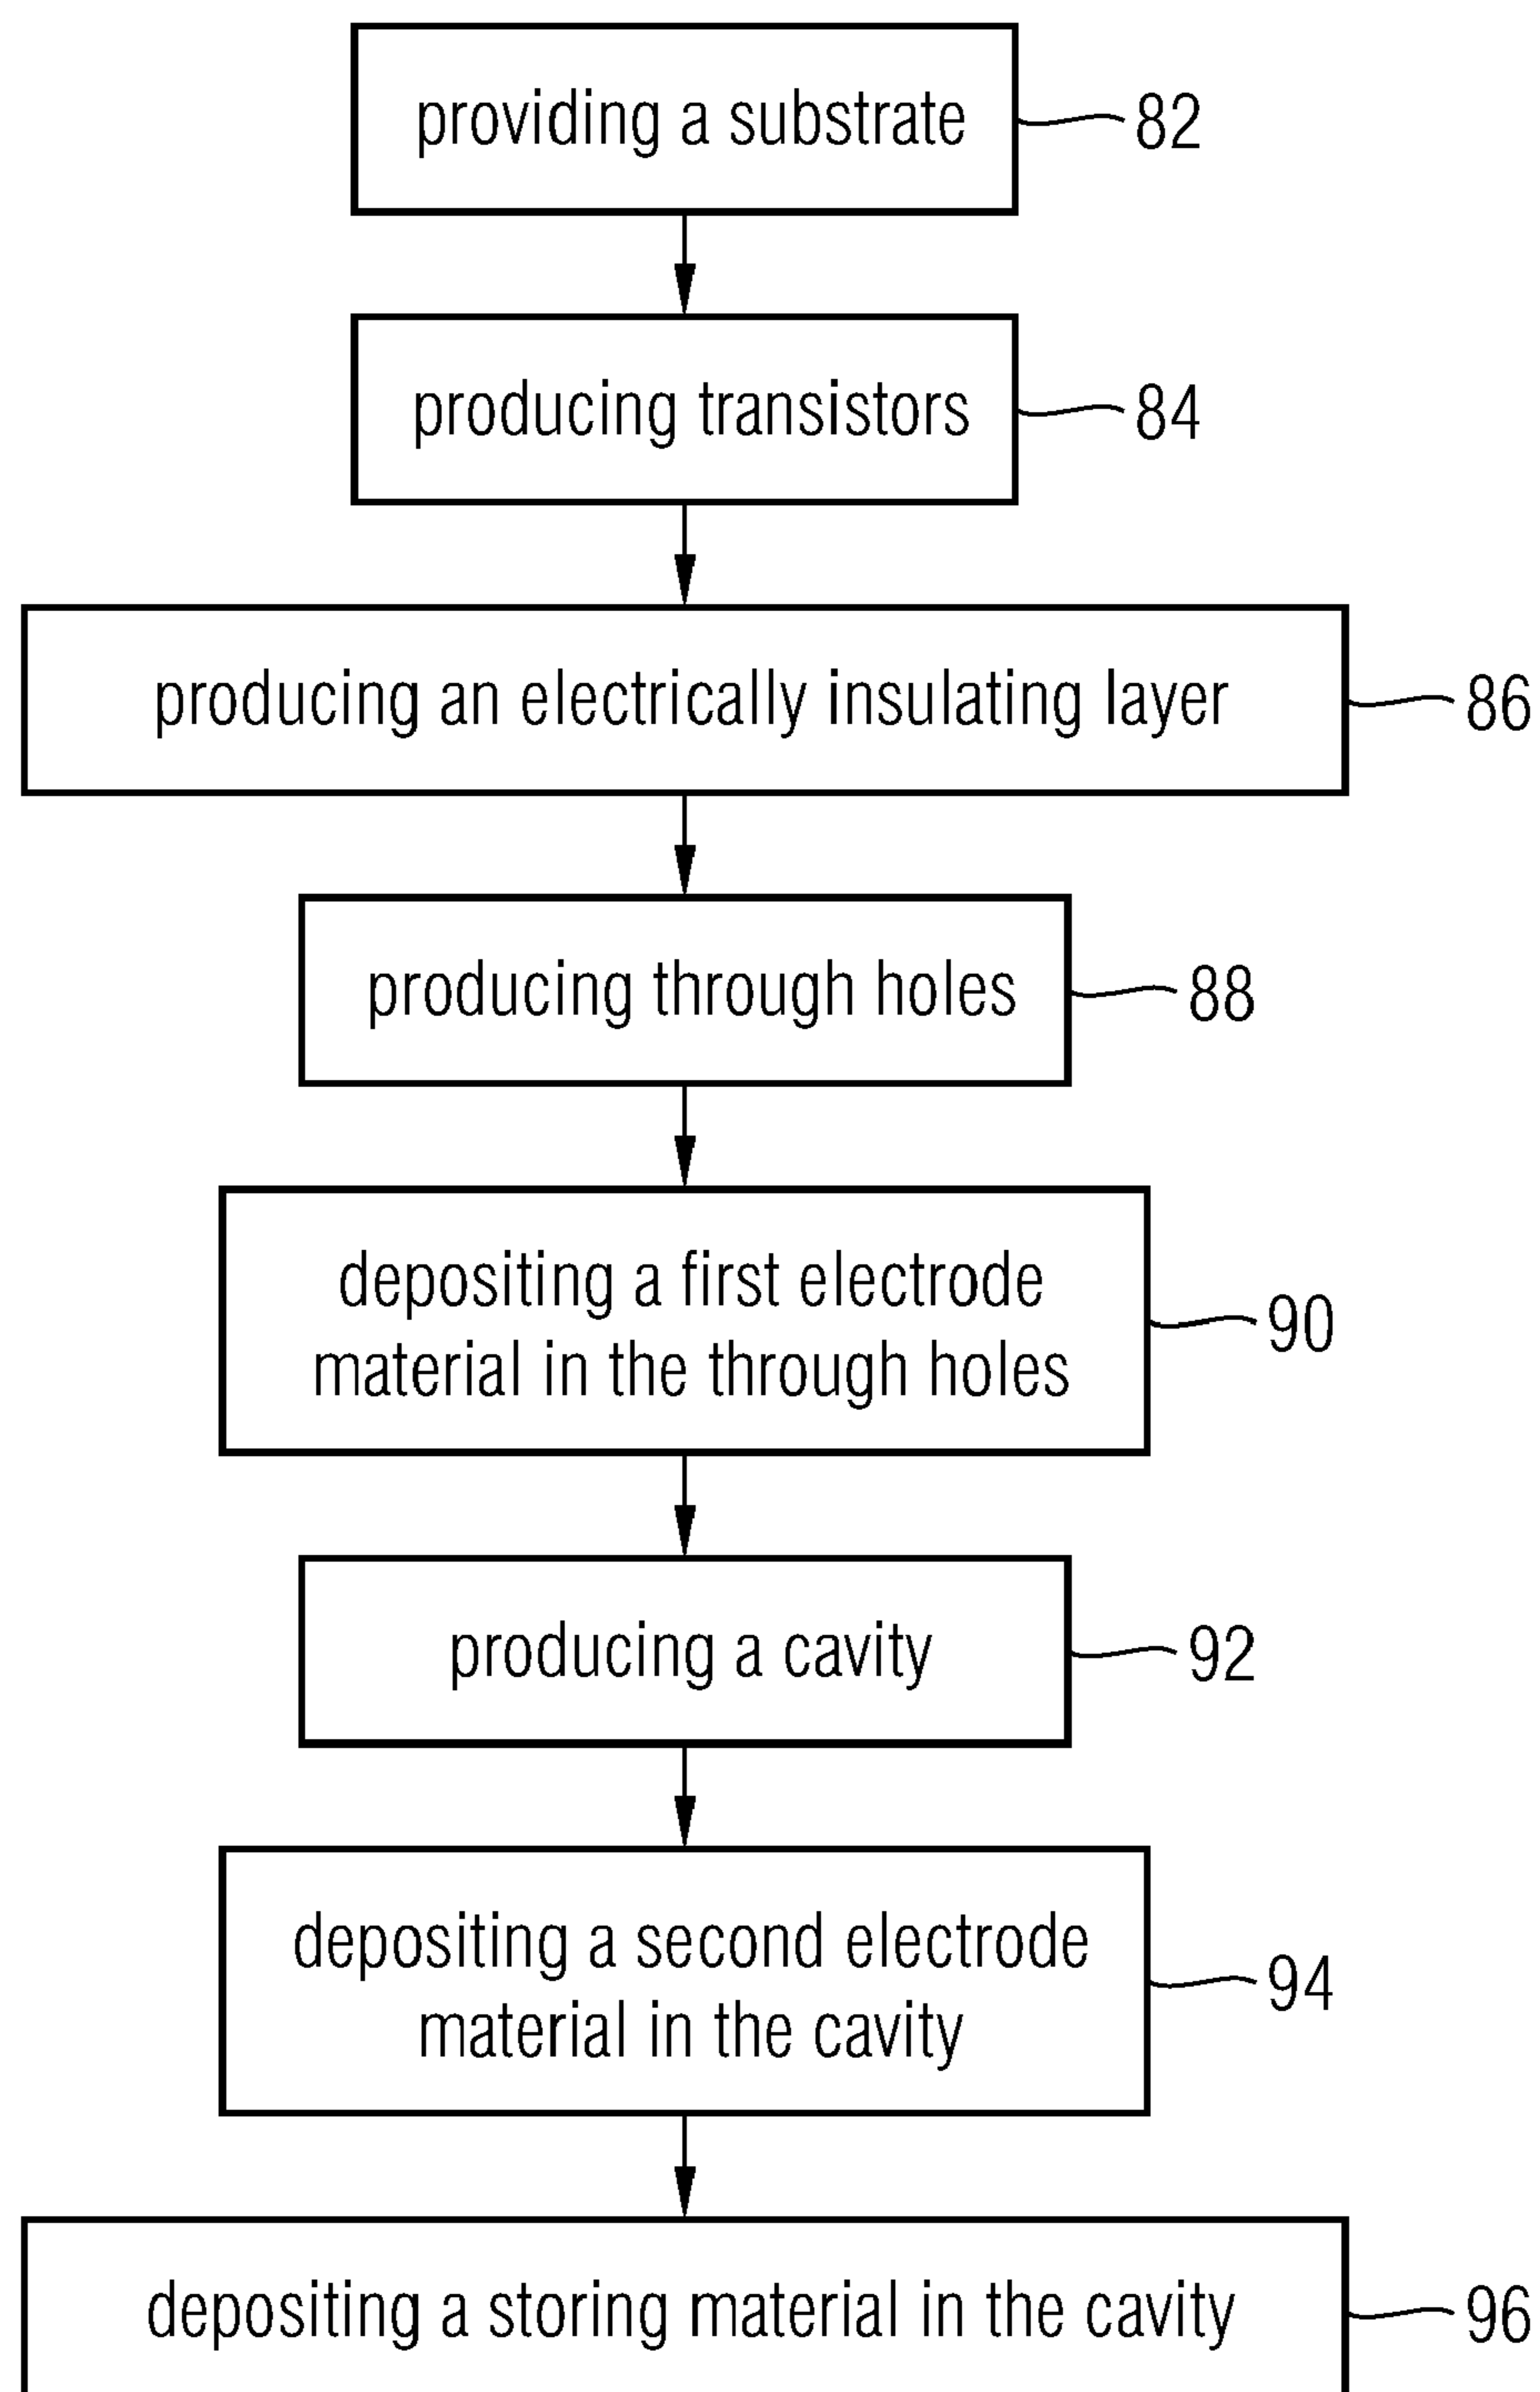 providing a substrate
82
producing transistors
84
producing an electrically insulating layer
86
producing through holes
88
depositing a first electrode
material in the through holes
90
producing a cavity
92
depositing a second electrode
material in the cavity
94
depositing a storing material in the cavity
96